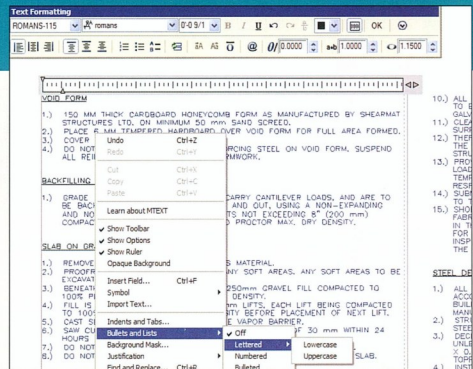 Text Formatting
ROMANS-115 romans 0'-0 9/1 B I U OK
@ 0/ 0.0000 a•b 1.0000 1.1500
VOID FORM
1.) 150 MM THICK CARDBOARD HONEYCOMB FORM AS MANUFACTURED BY SHEARMAT
STRUCTURES LTD. ON MINIMUM 50 mm SAND SCREED.
2.) PLACE 6 MM TEMPERED HARDBOARD OVER VOID FORM FOR FULL AREA FORMED.
3.) COVER
4.) DO NOT RCING STEEL ON VOID FORM, SUSPEND
ALL REI RMWORK.
BACKFILLING
1.) GRADE CARRY CANTILEVER LOADS, AND ARE TO
BE BACK AND OUT, USING A NON-EXPANDING
AND NO TS NOT EXCEEDING 8" (200 mm)
COMPAC PROCTOR MAX. DRY DENSITY.
SLAB ON GR
1.) REMOVE S MATERIAL.
2.) PROOFR NY SOFT AREAS. ANY SOFT AREAS TO BE
EXCAVAT
3.) BENEATH 250mm GRAVEL FILL COMPACTED TO
100% P DENSITY.
4.) FILL IS mm LIFTS, EACH LIFT BEING COMPACTED
TO 100% ITY BEFORE PLACEMENT OF NEXT LIFT.
5.) CAST S E VAPOR BARRIER.
6.) SAW CU F 30 mm WITHIN 24
HOURS
7.) DO NOT
8.) DO NOT SLAB.
Undo Ctrl+Z
Redo Ctrl+Y
Cut Ctrl+X
Copy Ctrl+C
Paste Ctrl+V
Learn about MTEXT
Show Toolbar
Show Options
Show Ruler
Opaque Background
Insert Field... Ctrl+F
Symbol
Import Text...
Indents and Tabs...
Bullets and Lists
Background Mask...
Justification
Find and Replace... Ctrl+R
Off
Lettered
Numbered
Bulleted
Lowercase
Uppercase
10.) ALL
TO B
GALV
11.) CLEA
SURF
12.) THEF
THE
STRU
13.) PROV
LOAD
TEMP
RESP
14.) SUBM
TO T
15.) SHOP
FABR
IN T
FOR
INSP
THE
STEEL DE
1.) ALL
ACCO
BUIL
MANU
2.) STRU
STEE
3.) DECK
UNLE
X 0.
TOPP
4.) INST